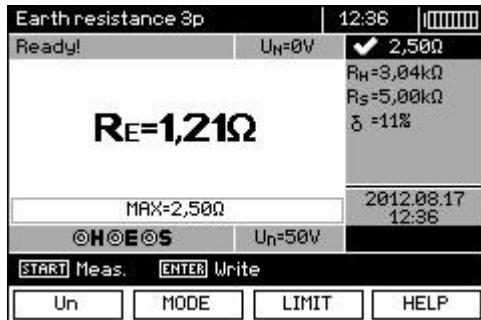 Earth resistance 3p 12:36
Ready! UN=0V ✔ 2,50Ω
RH=3,04kΩ
RS=5,00kΩ
δ =11%
RE=1,21Ω
MAX=2,50Ω
2012.08.17
12:36
◎H◎E◎S Un=50V
START Meas. ENTER Write
Un MODE LIMIT HELP